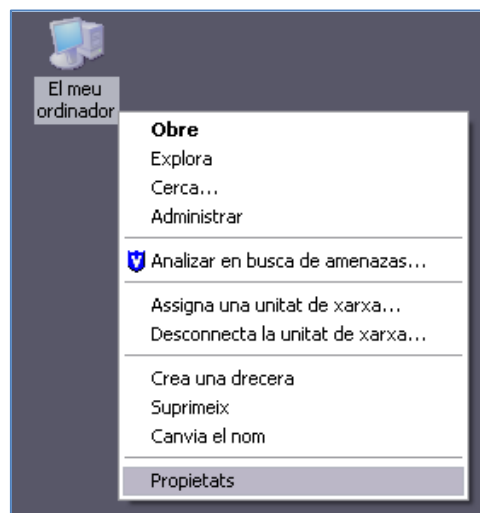 El meu
ordinador
Obre
Explora
Cerca...
Administrar
Analizar en busca de amenazas...
Assigna una unitat de xarxa...
Desconnecta la unitat de xarxa...
Crea una drecera
Suprimeix
Canvia el nom
Propietats